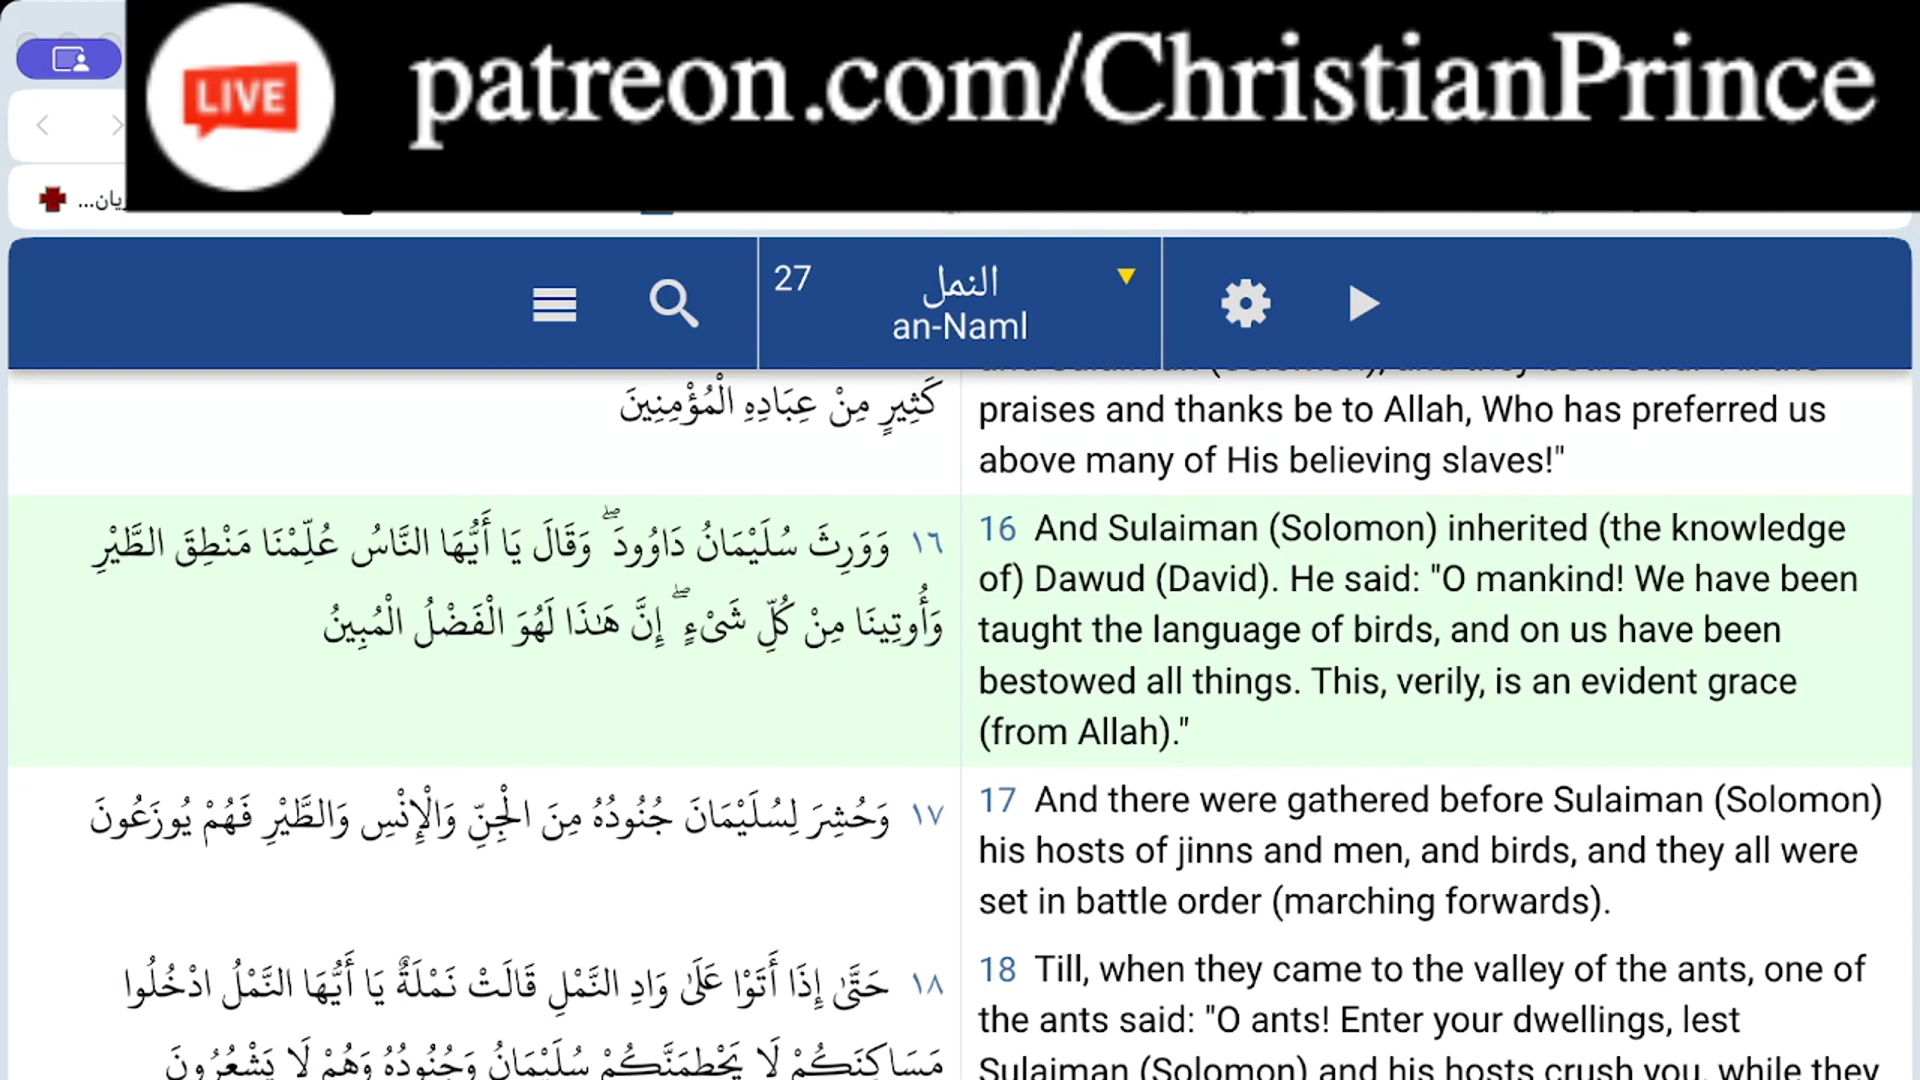 LIVE
patreon.com/ChristianPrince
27
النمل
an-Naml
كَثِيرٍ مِنْ عِبَادِهِ الْمُؤْمِنِينَ
praises and thanks be to Allah, Who has preferred us
above many of His believing slaves!"
١٦ وَوَرِثَ سُلَيْمَانُ دَاوُودَ ۖ وَقَالَ يَا أَيُّهَا النَّاسُ عُلِّمْنَا مَنْطِقَ الطَّيْرِ
وَأُوتِينَا مِنْ كُلِّ شَيْءٍ ۖ إِنَّ هَٰذَا لَهُوَ الْفَضْلُ الْمُبِينُ
16 And Sulaiman (Solomon) inherited (the knowledge
of) Dawud (David). He said: "O mankind! We have been
taught the language of birds, and on us have been
bestowed all things. This, verily, is an evident grace
(from Allah)."
١٧ وَحُشِرَ لِسُلَيْمَانَ جُنُودُهُ مِنَ الْجِنِّ وَالْإِنْسِ وَالطَّيْرِ فَهُمْ يُوزَعُونَ
17 And there were gathered before Sulaiman (Solomon)
his hosts of jinns and men, and birds, and they all were
set in battle order (marching forwards).
١٨ حَتَّىٰ إِذَا أَتَوْا عَلَىٰ وَادِ النَّمْلِ قَالَتْ نَمْلَةٌ يَا أَيُّهَا النَّمْلُ ادْخُلُوا
مَسَاكِنَكُمْ لَا يَحْطِمَنَّكُمْ سُلَيْمَانُ وَجُنُودُهُ وَهُمْ لَا يَشْعُرُونَ
18 Till, when they came to the valley of the ants, one of
the ants said: "O ants! Enter your dwellings, lest
Sulaiman (Solomon) and his hosts crush you, while they